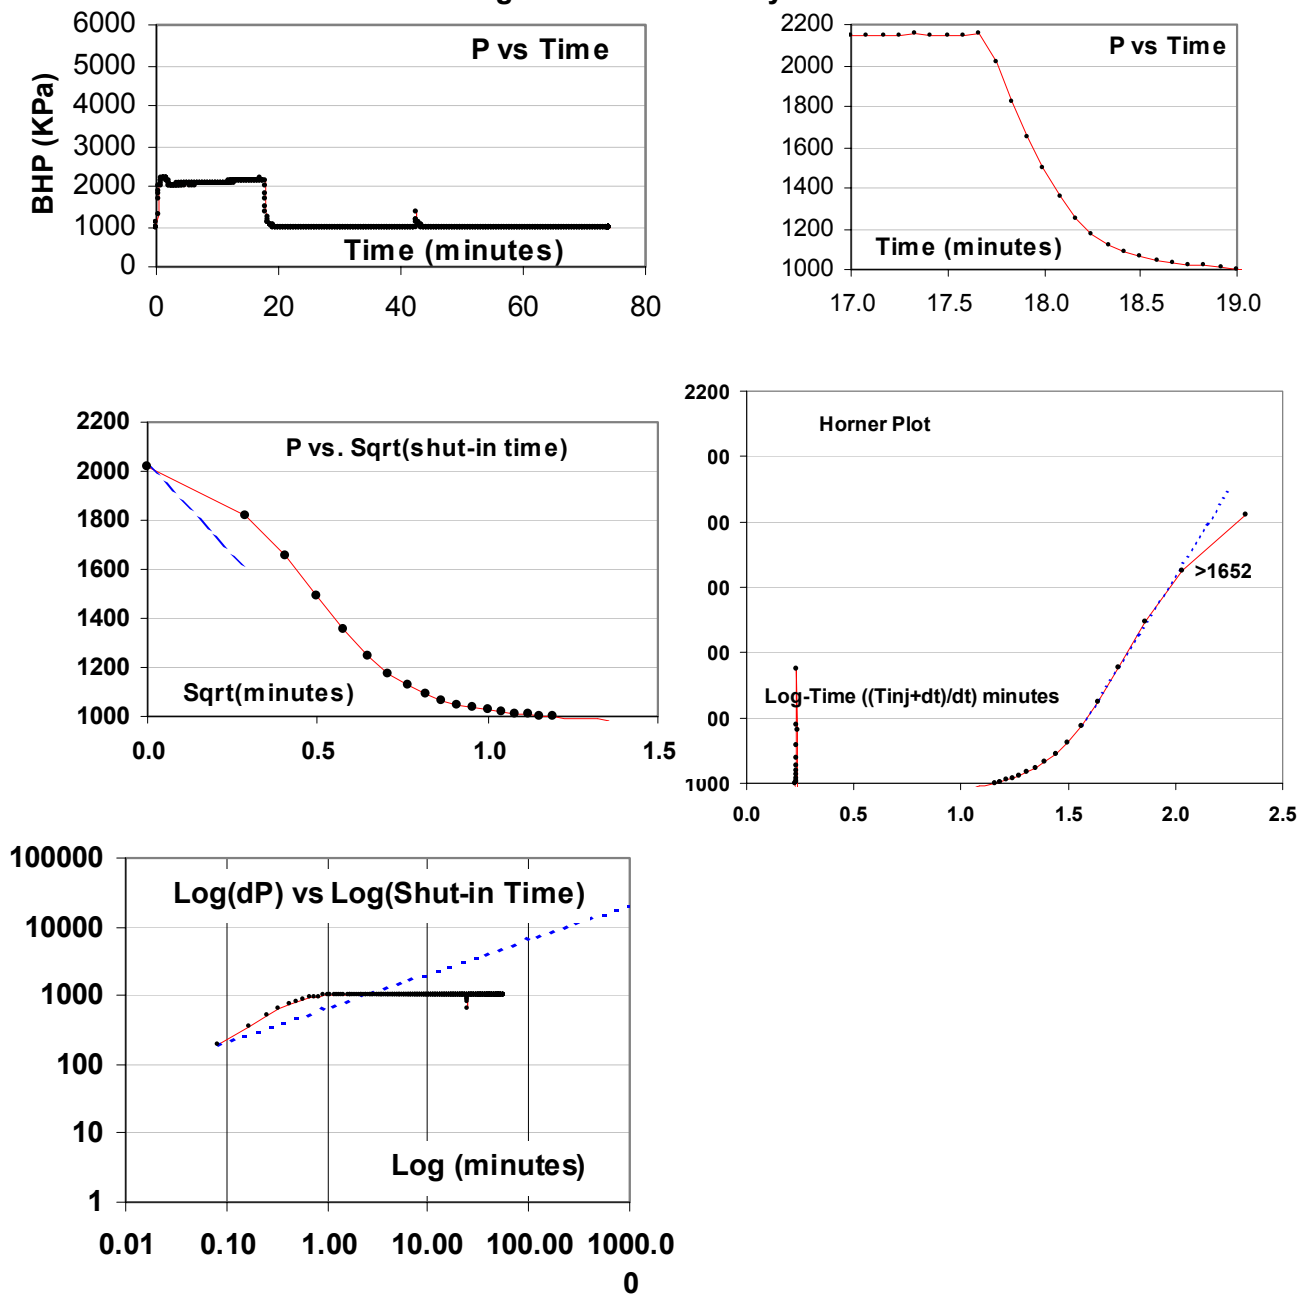 6000
P vs Time
5000
4000
3000
2000
1000
0
BHP (KPa)
Time (minutes)
0 20 40 60 80
2200
P vs Time
2000
1800
1600
1400
1200
1000
Time (minutes)
17.0 17.5 18.0 18.5 19.0
2200
P vs. Sqrt(shut-in time)
2000
1800
1600
1400
1200
1000
Sqrt(minutes)
0.0 0.5 1.0 1.5
2200
Horner Plot
00
00
00
00
00
1000
>1652
Log-Time ((Tinj+dt)/dt) minutes
0.0 0.5 1.0 1.5 2.0 2.5
100000
Log(dP) vs Log(Shut-in Time)
10000
1000
100
10
1
Log (minutes)
0.01 0.10 1.00 10.00 100.00 1000.0
0